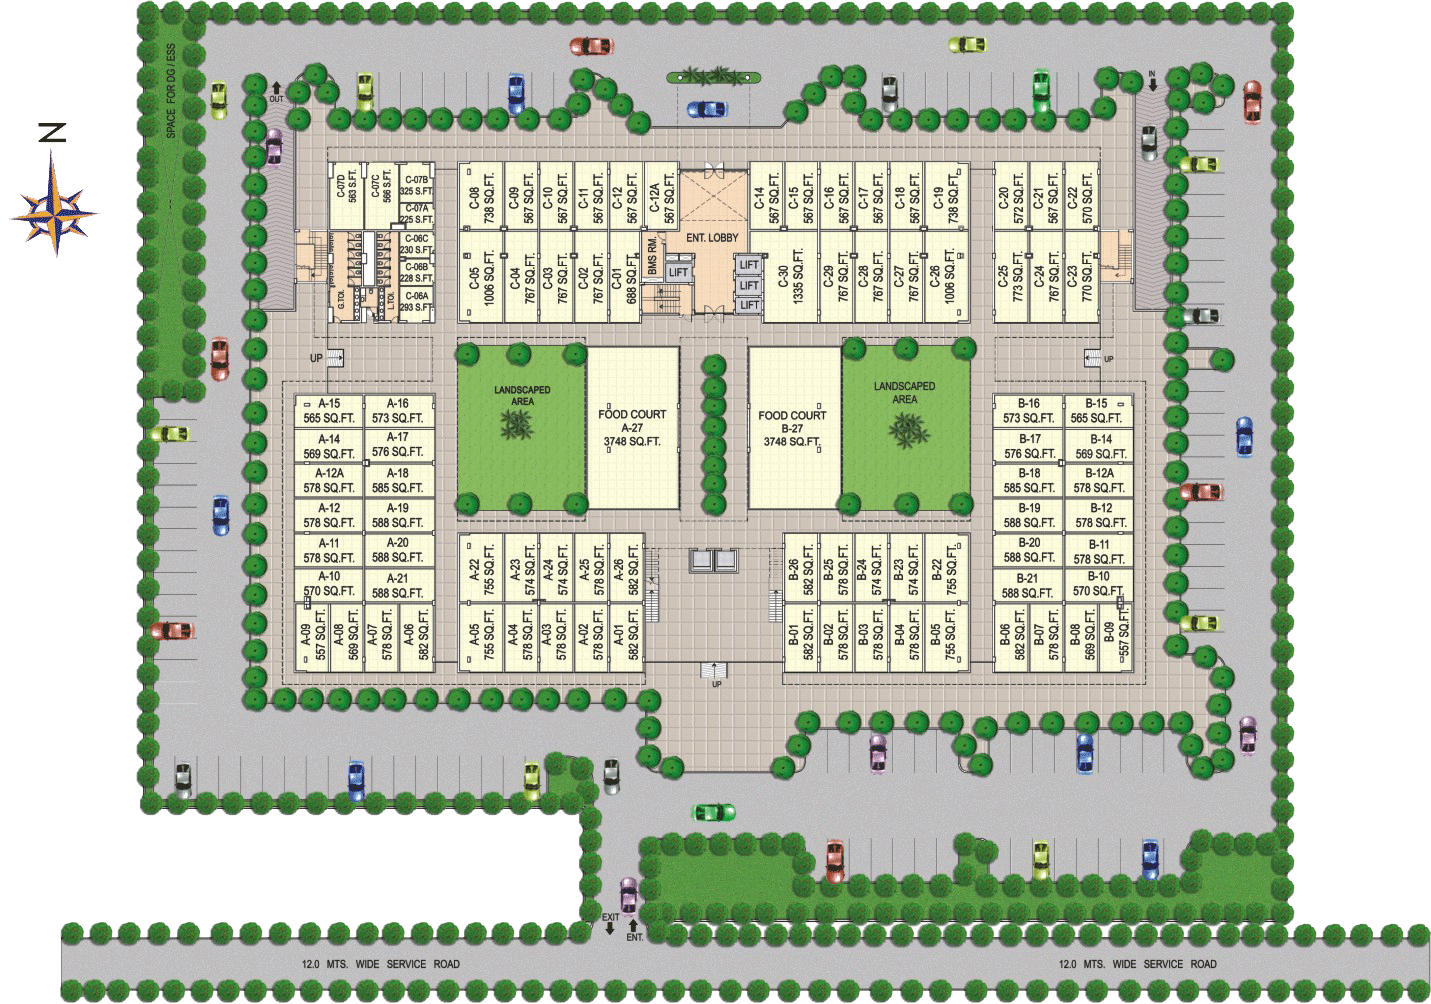 SPACE FOR DG / ESS
OUT
IN
N
C-07D
563 S.FT.
C-07C
566 S.FT.
C-07B
325 S.FT.
C-07A
225 S.FT.
C-06C
230 S.FT.
C-06B
228 S.FT.
C-06A
293 S.FT.
G.TOI.
L.TOI.
C-08
738 SQ.FT.
C-09
567 SQ.FT.
C-10
567 SQ.FT.
C-11
567 SQ.FT.
C-12
567 SQ.FT.
C-12A
567 SQ.FT.
C-05
1006 SQ.FT.
C-04
767 SQ.FT.
C-03
767 SQ.FT.
C-02
767 SQ.FT.
C-01
688 SQ.FT.
BMS RM.
ENT. LOBBY
LIFT
LIFT
LIFT
LIFT
C-14
567 SQ.FT.
C-15
567 SQ.FT.
C-16
567 SQ.FT.
C-17
567 SQ.FT.
C-18
567 SQ.FT.
C-19
738 SQ.FT.
C-30
1335 SQ.FT.
C-29
767 SQ.FT.
C-28
767 SQ.FT.
C-27
767 SQ.FT.
C-26
1006 SQ.FT.
C-20
572 SQ.FT.
C-21
567 SQ.FT.
C-22
570 SQ.FT.
C-25
773 SQ.FT.
C-24
767 SQ.FT.
C-23
770 SQ.FT.
UP
UP
A-15
565 SQ.FT.
A-16
573 SQ.FT.
A-14
569 SQ.FT.
A-17
576 SQ.FT.
A-12A
578 SQ.FT.
A-18
585 SQ.FT.
A-12
578 SQ.FT.
A-19
588 SQ.FT.
A-11
578 SQ.FT.
A-20
588 SQ.FT.
A-10
570 SQ.FT.
A-21
588 SQ.FT.
A-09
557 SQ.FT.
A-08
569 SQ.FT.
A-07
578 SQ.FT.
A-06
582 SQ.FT.
LANDSCAPED
AREA
FOOD COURT
A-27
3748 SQ.FT.
FOOD COURT
B-27
3748 SQ.FT.
LANDSCAPED
AREA
A-22
755 SQ.FT.
A-23
574 SQ.FT.
A-24
574 SQ.FT.
A-25
578 SQ.FT.
A-26
582 SQ.FT.
A-05
755 SQ.FT.
A-04
578 SQ.FT.
A-03
578 SQ.FT.
A-02
578 SQ.FT.
A-01
582 SQ.FT.
B-26
582 SQ.FT.
B-25
578 SQ.FT.
B-24
574 SQ.FT.
B-23
574 SQ.FT.
B-22
755 SQ.FT.
B-01
582 SQ.FT.
B-02
578 SQ.FT.
B-03
578 SQ.FT.
B-04
578 SQ.FT.
B-05
755 SQ.FT.
B-16
573 SQ.FT.
B-15
565 SQ.FT.
B-17
576 SQ.FT.
B-14
569 SQ.FT.
B-18
585 SQ.FT.
B-12A
578 SQ.FT.
B-19
588 SQ.FT.
B-12
578 SQ.FT.
B-20
588 SQ.FT.
B-11
578 SQ.FT.
B-21
588 SQ.FT.
B-10
570 SQ.FT.
B-06
582 SQ.FT.
B-07
578 SQ.FT.
B-08
569 SQ.FT.
B-09
557 SQ.FT.
UP
EXIT
ENT.
12.0 MTS. WIDE SERVICE ROAD
12.0 MTS. WIDE SERVICE ROAD